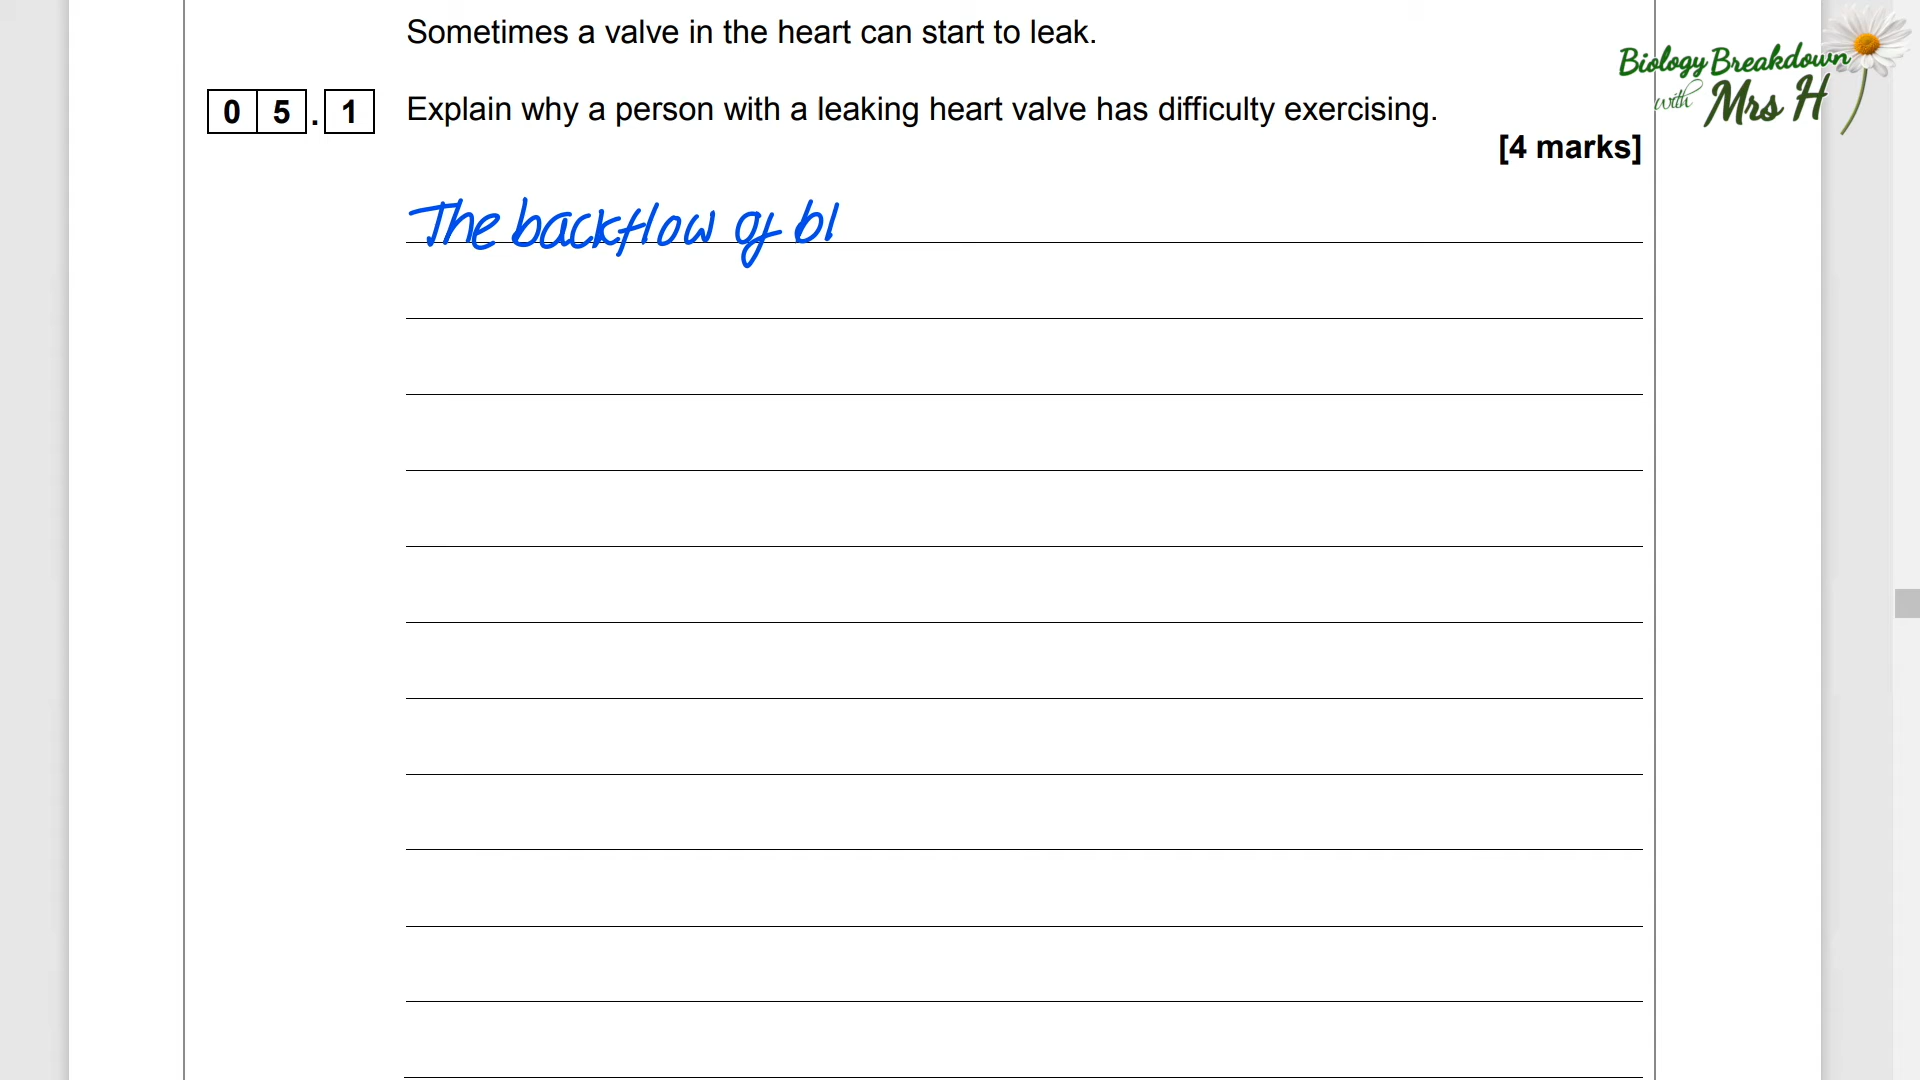 Sometimes a valve in the heart can start to leak.
Biology Breakdown
with Mrs H
0 5 . 1 Explain why a person with a leaking heart valve has difficulty exercising.
[4 marks]
The backflow of bl